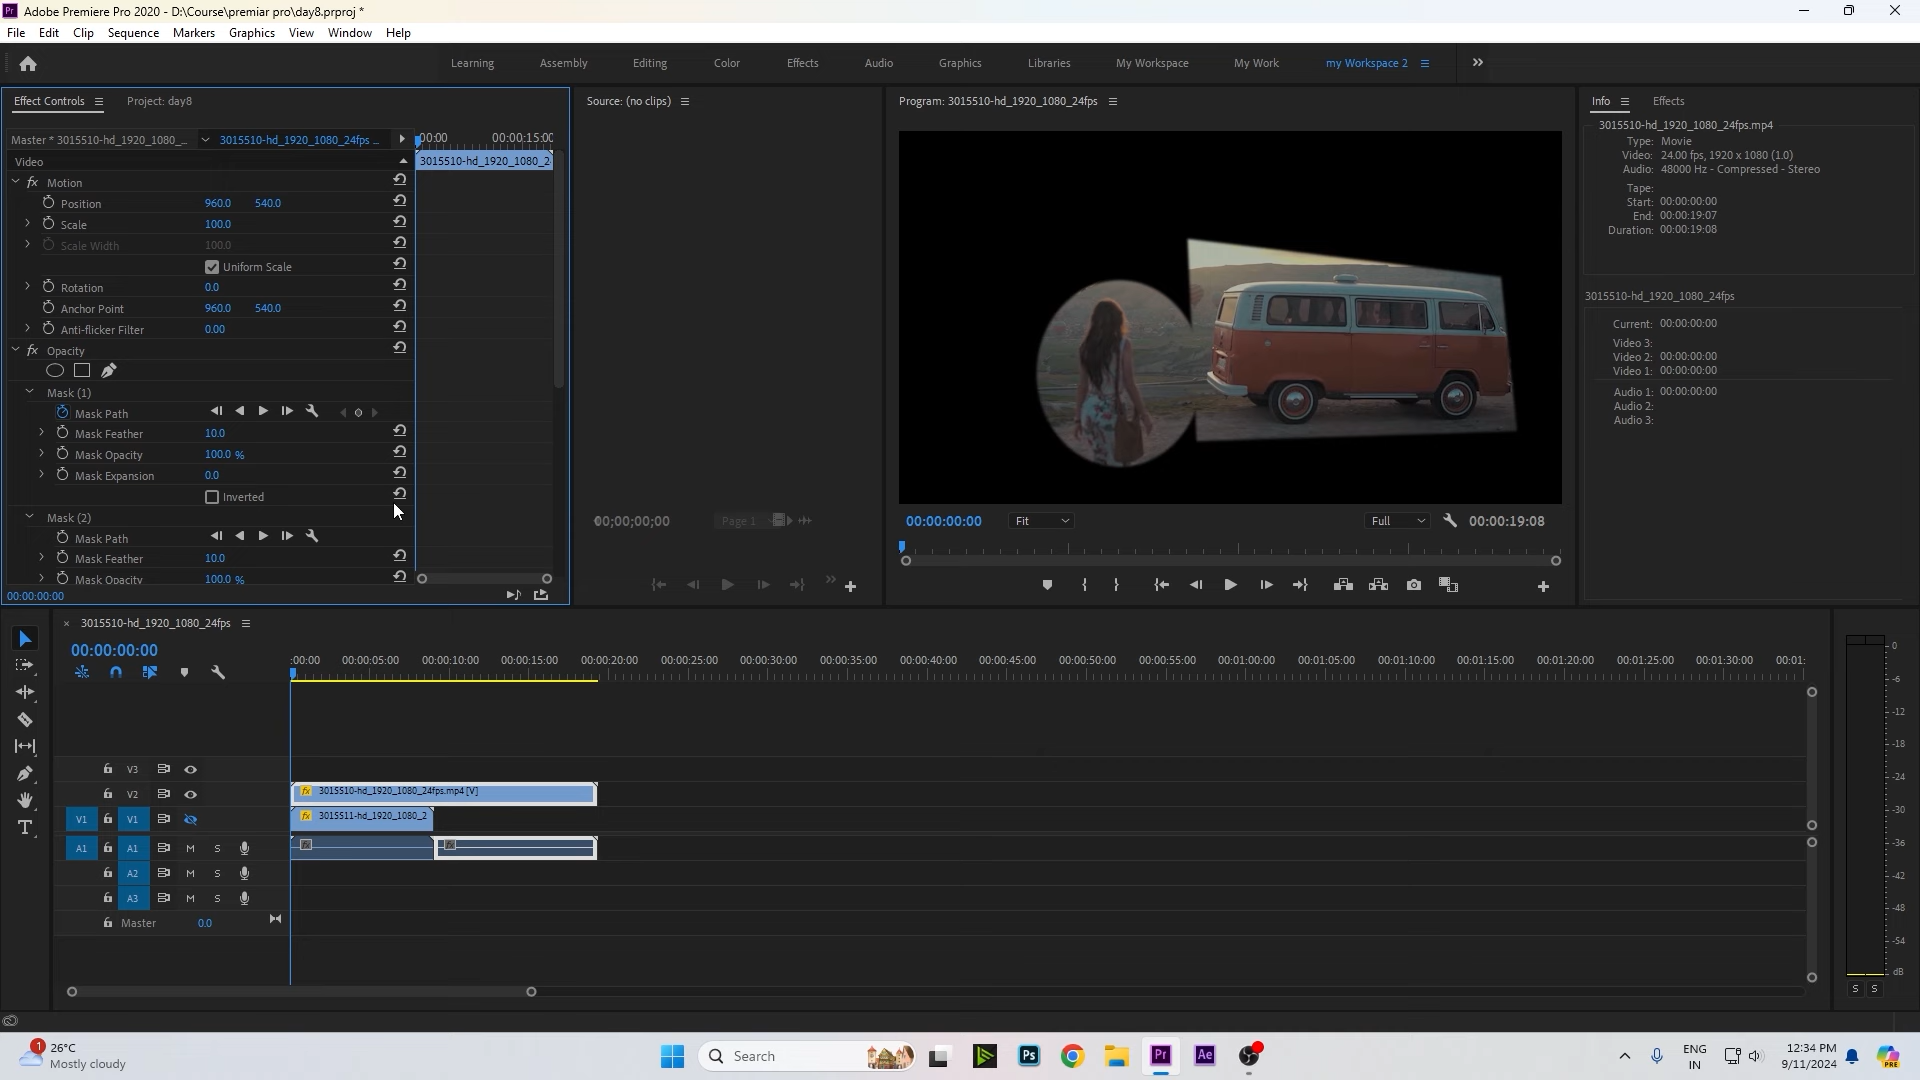 Adobe Premiere Pro 2020 - D:\Course\premiar pro\day8.prproj *
File Edit Clip Sequence Markers Graphics View Window Help
Learning Assembly Editing Color Effects Audio Graphics Libraries My Workspace My Work my Workspace 2
Effect Controls Project: day8 Source: (no clips) Program: 3015510-hd_1920_1080_24fps Info Effects
Master * 3015510-hd_1920_1080_... 3015510-hd_1920_1080_24fps ... :00:00 00:00:15:00
Video 3015510-hd_1920_1080_2
Motion
Position 960.0 540.0
Scale 100.0
Scale Width 100.0
Uniform Scale
Rotation 0.0
Anchor Point 960.0 540.0
Anti-flicker Filter 0.00
Opacity
Mask (1)
Mask Path
Mask Feather 10.0
Mask Opacity 100.0 %
Mask Expansion 0.0
Inverted
Mask (2)
Mask Path
Mask Feather 10.0
Mask Opacity 100.0 %
00:00:00:00
00;00;00;00 Page 1
00:00:00:00 Fit Full 00:00:19:08
3015510-hd_1920_1080_24fps.mp4
Type: Movie
Video: 24.00 fps, 1920 x 1080 (1.0)
Audio: 48000 Hz - Compressed - Stereo
Tape:
Start: 00:00:00:00
End: 00:00:19:07
Duration: 00:00:19:08
3015510-hd_1920_1080_24fps
Current: 00:00:00:00
Video 3:
Video 2: 00:00:00:00
Video 1: 00:00:00:00
Audio 1: 00:00:00:00
Audio 2:
Audio 3:
3015510-hd_1920_1080_24fps
00:00:00:00
:00:00 00:00:05:00 00:00:10:00 00:00:15:00 00:00:20:00 00:00:25:00 00:00:30:00 00:00:35:00 00:00:40:00 00:00:45:00 00:00:50:00 00:00:55:00 00:01:00:00 00:01:05:00 00:01:10:00 00:01:15:00 00:01:20:00 00:01:25:00 00:01:30:00 00:01:
V3
V2 3015510-hd_1920_1080_24fps.mp4 [V]
V1 V1 3015511-hd_1920_1080_2
A1 A1 M S
A2 M S
A3 M S
Master 0.0
0
-6
-12
-18
-24
-30
-36
-42
-48
-54
dB
S S
1 26°C
Mostly cloudy
Search
Ps Pr Ae
ENG
IN
12:34 PM
9/11/2024
PRE